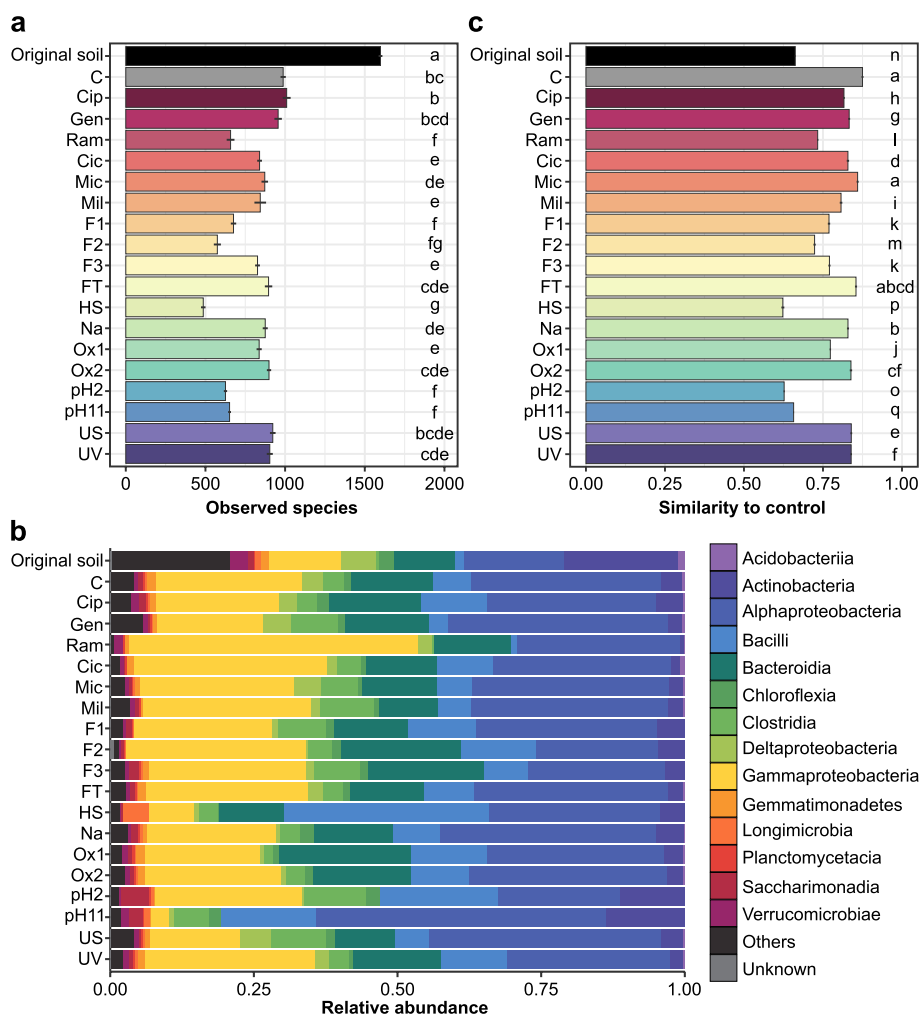 a
Original soil a
C bc
Cip b
Gen bcd
Ram f
Cic e
Mic de
Mil e
F1 f
F2 fg
F3 e
FT cde
HS g
Na de
Ox1 e
Ox2 cde
pH2 f
pH11 f
US bcde
UV cde
0 500 1000 1500 2000
Observed species
c
Original soil n
C a
Cip h
Gen g
Ram l
Cic d
Mic a
Mil i
F1 k
F2 m
F3 k
FT abcd
HS p
Na b
Ox1 j
Ox2 cf
pH2 o
pH11 q
US e
UV f
0.00 0.25 0.50 0.75 1.00
Similarity to control
b
Original soil
C
Cip
Gen
Ram
Cic
Mic
Mil
F1
F2
F3
FT
HS
Na
Ox1
Ox2
pH2
pH11
US
UV
0.00 0.25 0.50 0.75 1.00
Relative abundance
Acidobacteriia
Actinobacteria
Alphaproteobacteria
Bacilli
Bacteroidia
Chloroflexia
Clostridia
Deltaproteobacteria
Gammaproteobacteria
Gemmatimonadetes
Longimicrobia
Planctomycetacia
Saccharimonadia
Verrucomicrobiae
Others
Unknown